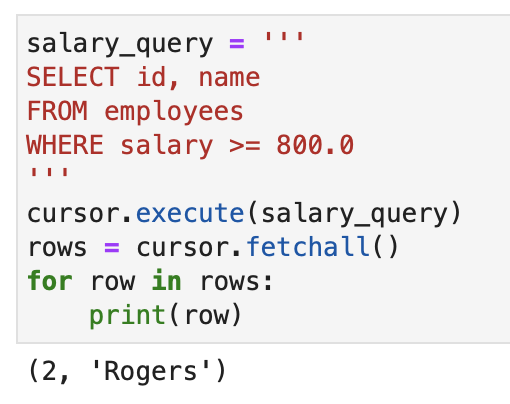 salary_query = '''
SELECT id, name
FROM employees
WHERE salary >= 800.0
'''
cursor.execute(salary_query)
rows = cursor.fetchall()
for row in rows:
    print(row)
(2, 'Rogers')